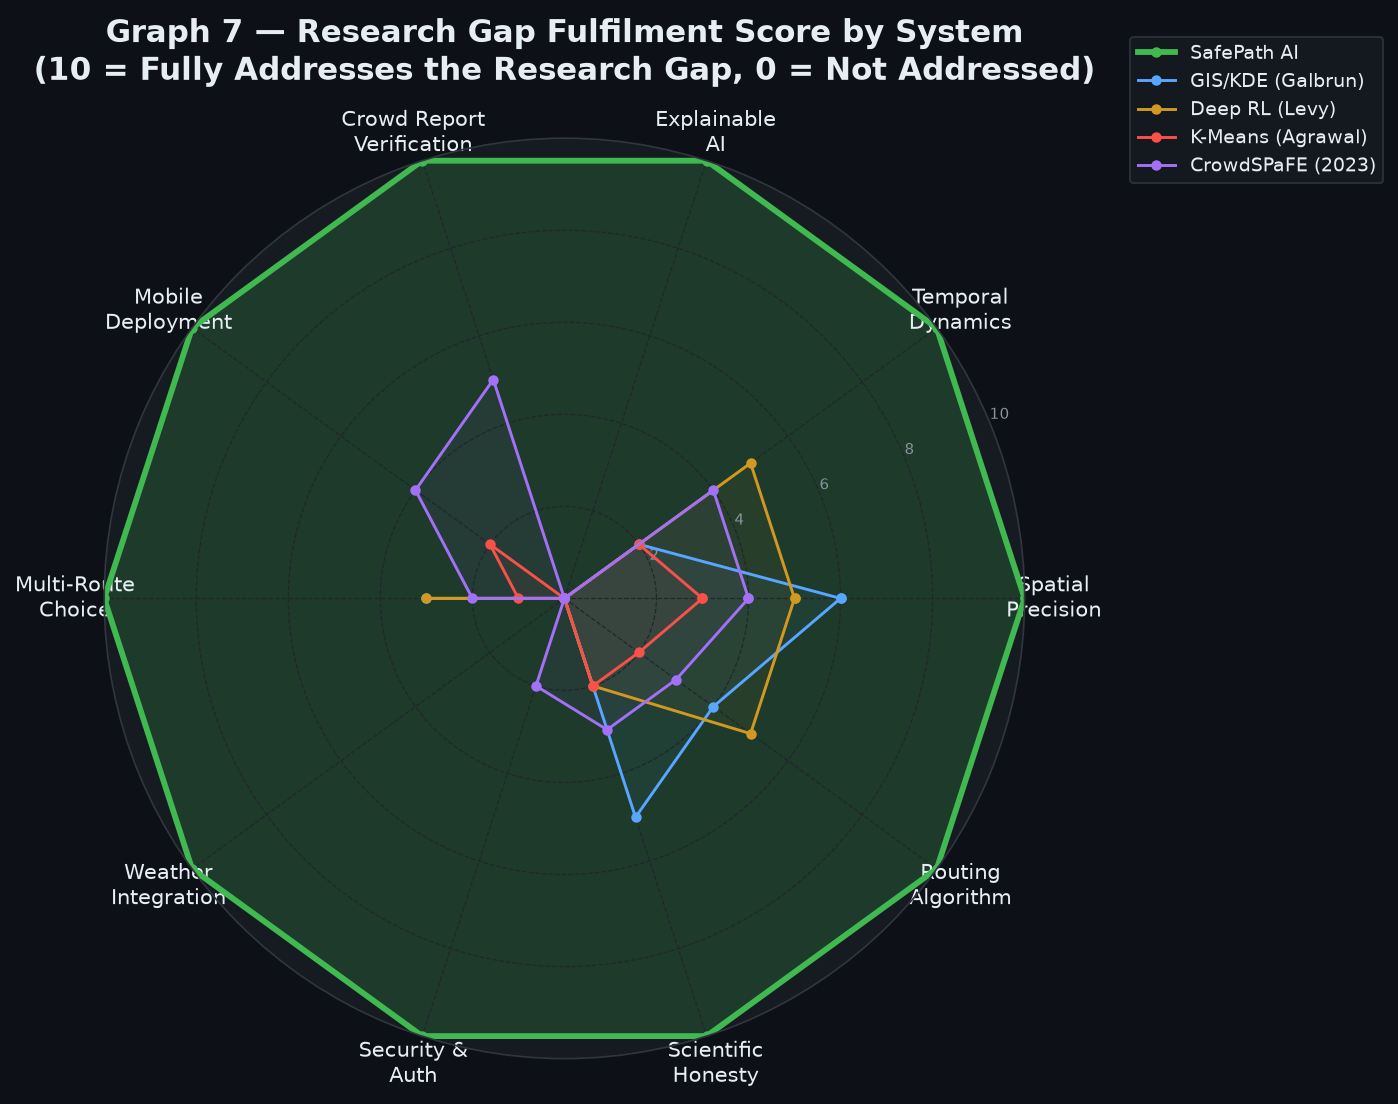 Graph 7 — Research Gap Fulfilment Score by System
(10 = Fully Addresses the Research Gap, 0 = Not Addressed)
SafePath AI
GIS/KDE (Galbrun)
Deep RL (Levy)
K-Means (Agrawal)
CrowdSPaFE (2023)
Crowd Report
Verification
Explainable
AI
Mobile
Deployment
Temporal
Dynamics
10
8
6
4
2
Multi-Route
Choice
Spatial
Precision
Weather
Integration
Routing
Algorithm
Security &
Auth
Scientific
Honesty